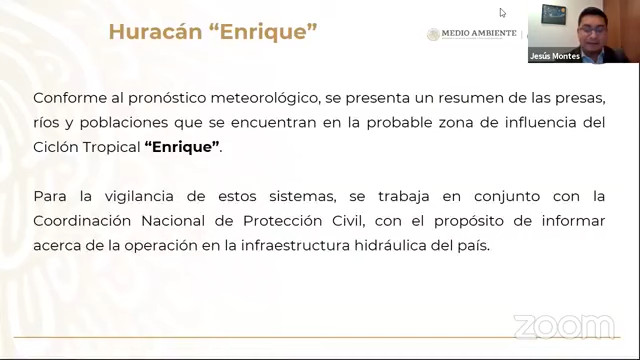 Huracán “Enrique”
MEDIO AMBIENTE
Jesús Montes
Conforme al pronóstico meteorológico, se presenta un resumen de las presas,
ríos y poblaciones que se encuentran en la probable zona de influencia del
Ciclón Tropical “Enrique”.
Para la vigilancia de estos sistemas, se trabaja en conjunto con la
Coordinación Nacional de Protección Civil, con el propósito de informar
acerca de la operación en la infraestructura hidráulica del país.
zoom